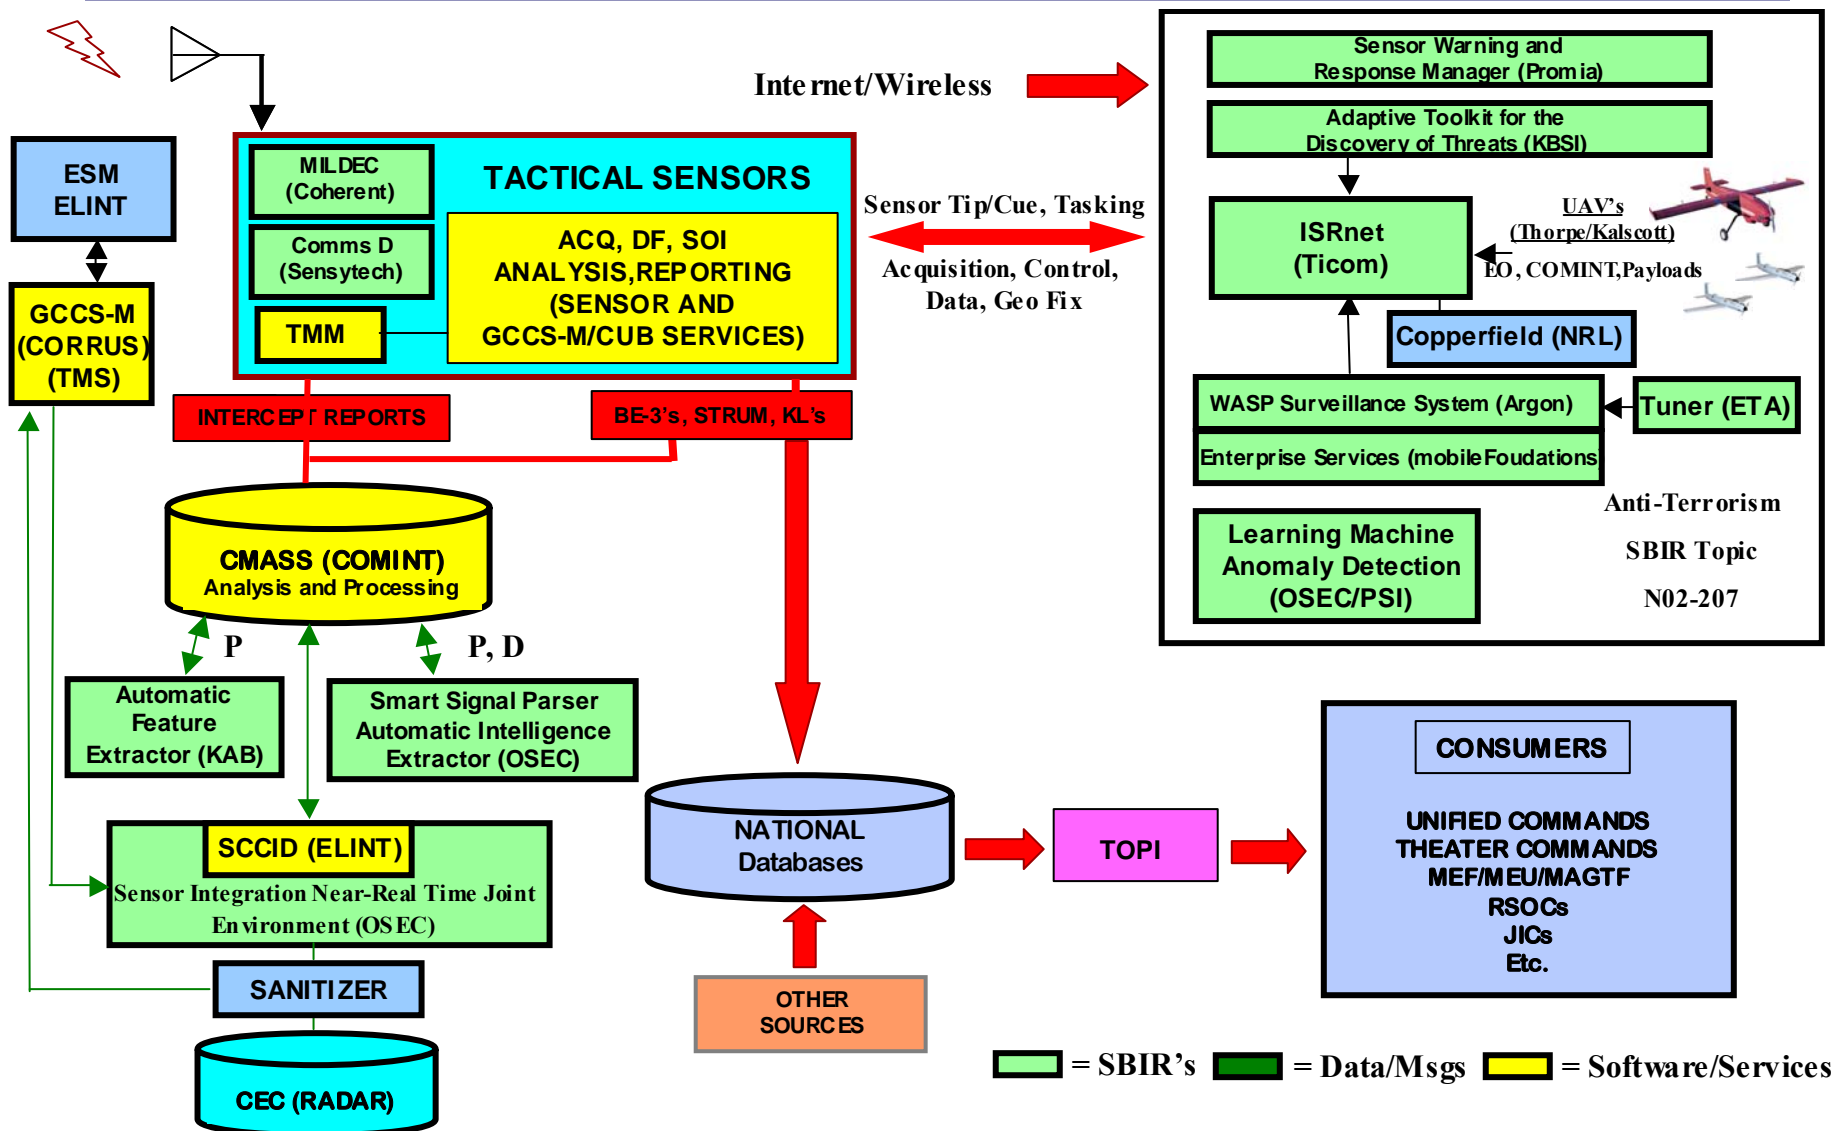 Internet/Wireless
Sensor Warning and
Response Manager (Promia)
Adaptive Toolkit for the
Discovery of Threats (KBSI)
ISRnet
(Ticom)
UAV's
(Thorpe/Kalscott)
EO, COMINT,Payloads
Copperfield (NRL)
WASP Surveillance System (Argon)
Tuner (ETA)
Enterprise Services (mobileFoudations)
Learning Machine
Anomaly Detection
(OSEC/PSI)
Anti-Terrorism
SBIR Topic
N02-207
ESM
ELINT
GCCS-M
(CORRUS)
(TMS)
TACTICAL SENSORS
MILDEC
(Coherent)
Comms D
(Sensytech)
TMM
ACQ, DF, SOI
ANALYSIS,REPORTING
(SENSOR AND
GCCS-M/CUB SERVICES)
Sensor Tip/Cue, Tasking
Acquisition, Control,
Data, Geo Fix
INTERCEPT REPORTS
BE-3's, STRUM, KL's
CMASS (COMINT)
Analysis and Processing
P
P, D
Automatic
Feature
Extractor (KAB)
Smart Signal Parser
Automatic Intelligence
Extractor (OSEC)
SCCID (ELINT)
Sensor Integration Near-Real Time Joint
Environment (OSEC)
SANITIZER
CEC (RADAR)
NATIONAL
Databases
OTHER
SOURCES
TOPI
CONSUMERS
UNIFIED COMMANDS
THEATER COMMANDS
MEF/MEU/MAGTF
RSOCs
JICs
Etc.
= SBIR's
= Data/Msgs
= Software/Services